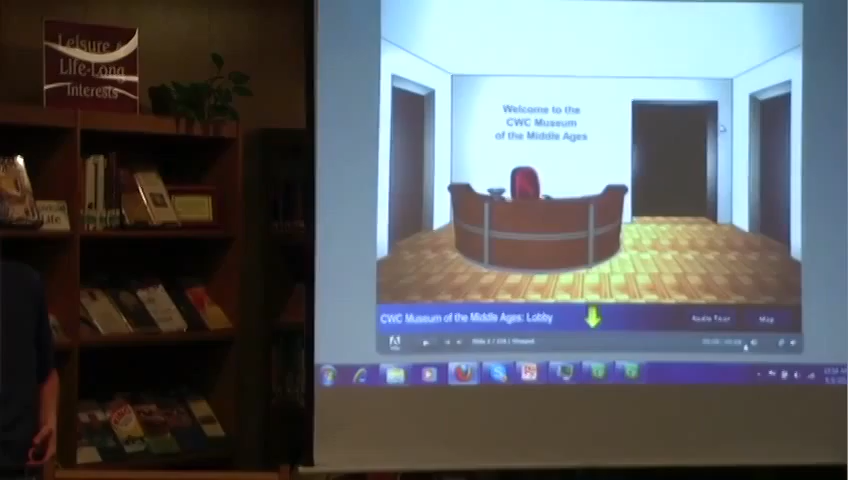 Leisure &
Life-Long
Interests
Life
Welcome to the
CWC Museum
of the Middle Ages
CWC Museum of the Middle Ages: Lobby
Audio Tour
Map